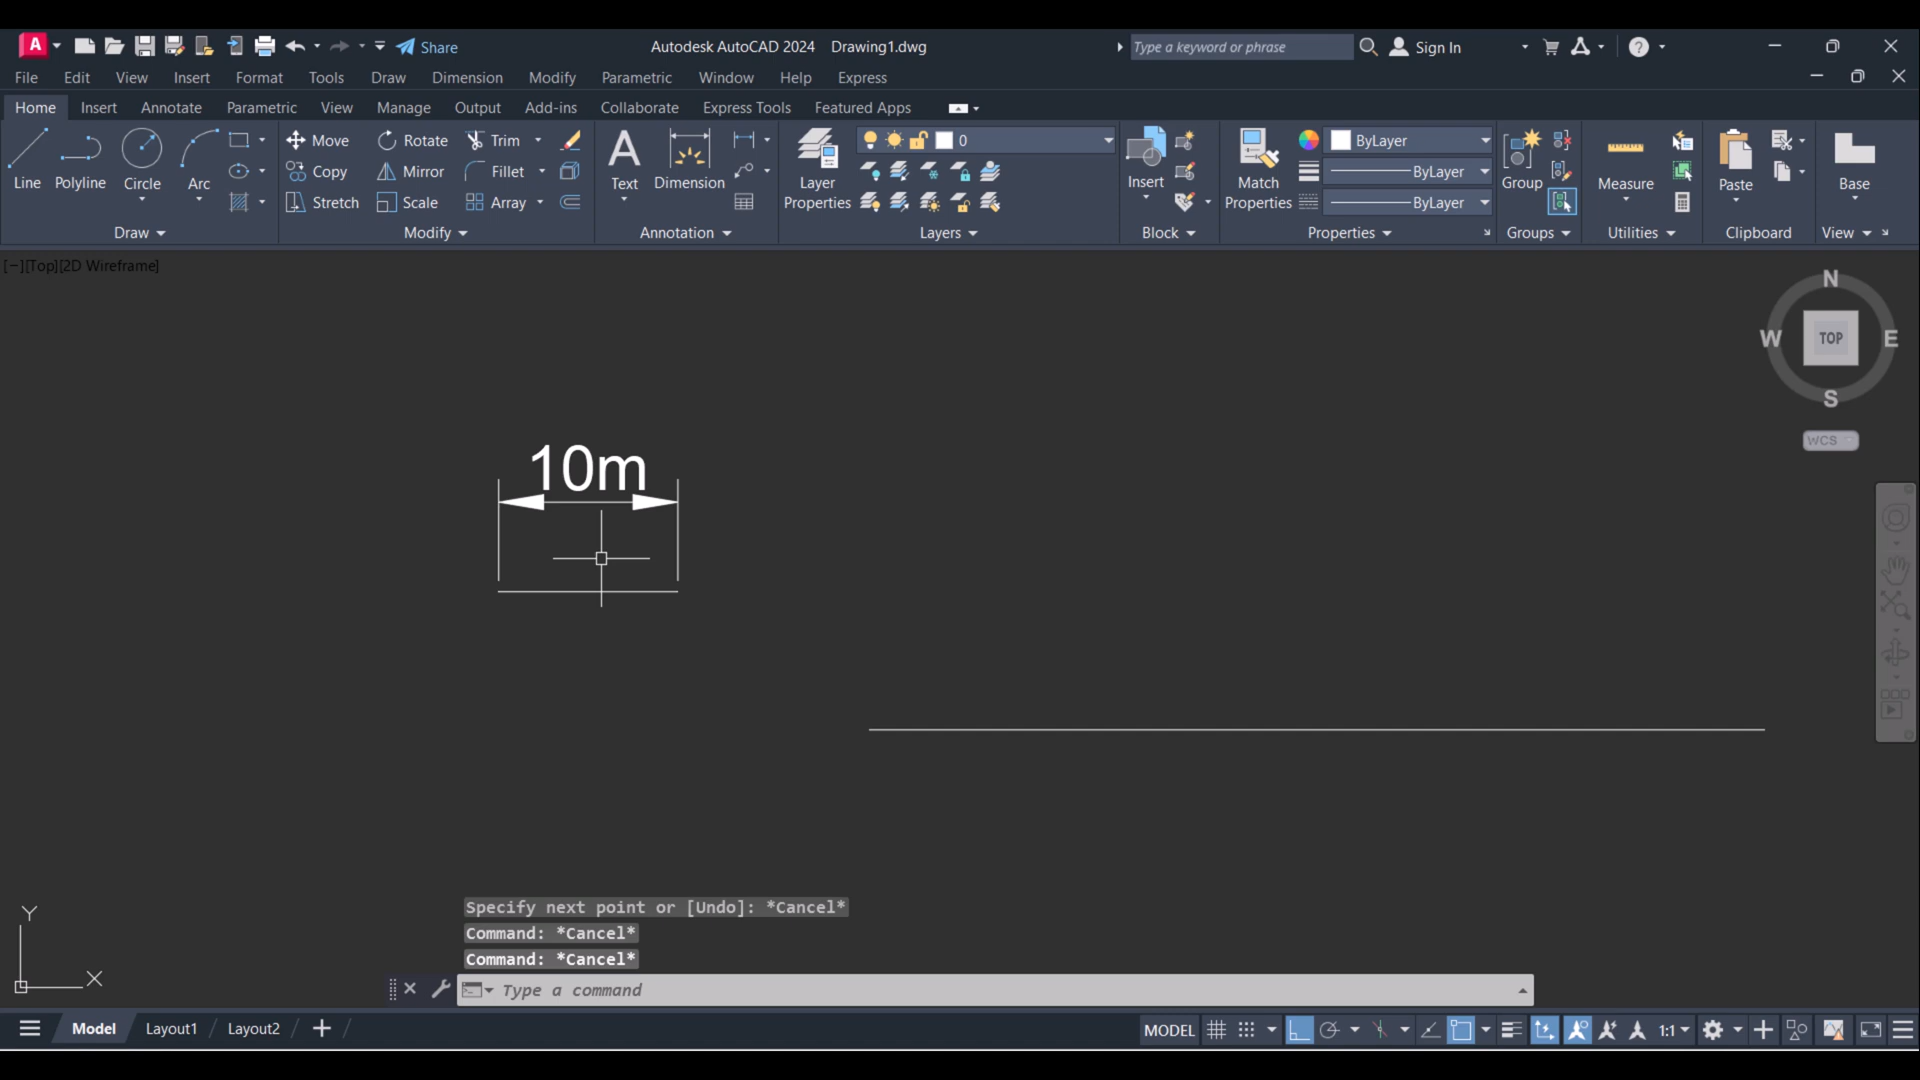 A Share Autodesk AutoCAD 2024 Drawing1.dwg Type a keyword or phrase Sign In ?
File Edit View Insert Format Tools Draw Dimension Modify Parametric Window Help Express
Home Insert Annotate Parametric View Manage Output Add-ins Collaborate Express Tools Featured Apps
Move Rotate Trim 0 ByLayer
Copy Mirror Fillet ByLayer
Line Polyline Circle Arc Text Dimension Layer Properties Insert Match Properties Group Measure Paste Base
Stretch Scale Array ByLayer
Draw Modify Annotation Layers Block Properties Groups Utilities Clipboard View
[−][Top][2D Wireframe]
N
W TOP E
S
WCS
10m
Specify next point or [Undo]: *Cancel*
Command: *Cancel*
Command: *Cancel*
Y
X
Type a command
Model Layout1 Layout2 MODEL 1:1